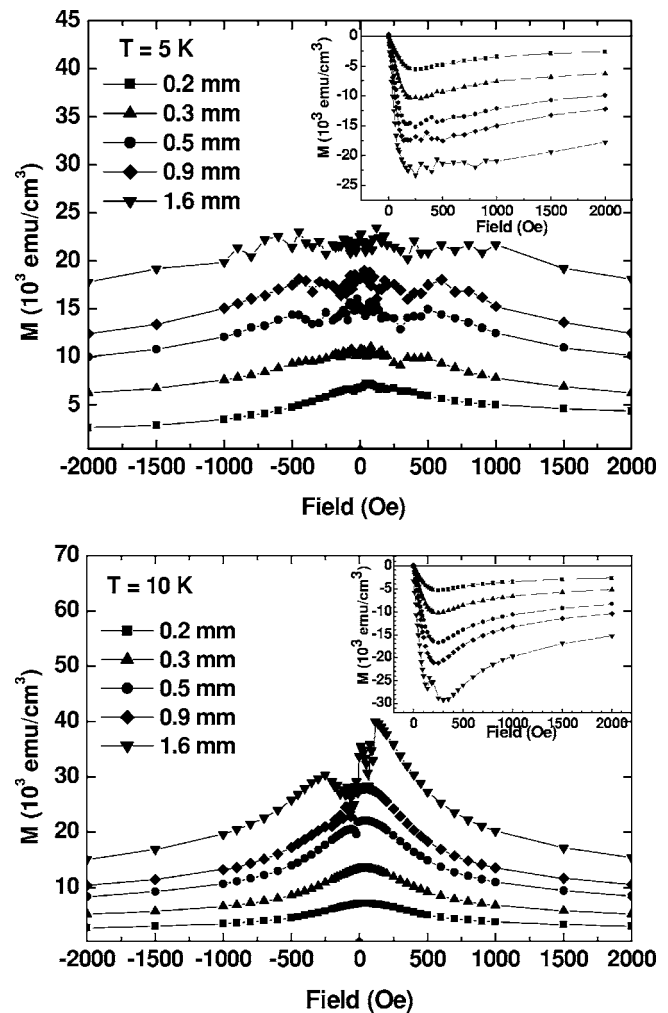 45
40
35
30
25
20
15
10
5
M (10³ emu/cm³)
T = 5 K
0.2 mm
0.3 mm
0.5 mm
0.9 mm
1.6 mm
0
-5
-10
-15
-20
-25
M (10³ emu/cm³)
0 500 1000 1500 2000
Field (Oe)
-2000 -1500 -1000 -500 0 500 1000 1500 2000
Field (Oe)
70
60
50
40
30
20
10
M (10³ emu/cm³)
T = 10 K
0.2 mm
0.3 mm
0.5 mm
0.9 mm
1.6 mm
0
-5
-10
-15
-20
-25
-30
M (10³ emu/cm³)
0 500 1000 1500 2000
Field (Oe)
-2000 -1500 -1000 -500 0 500 1000 1500 2000
Field (Oe)